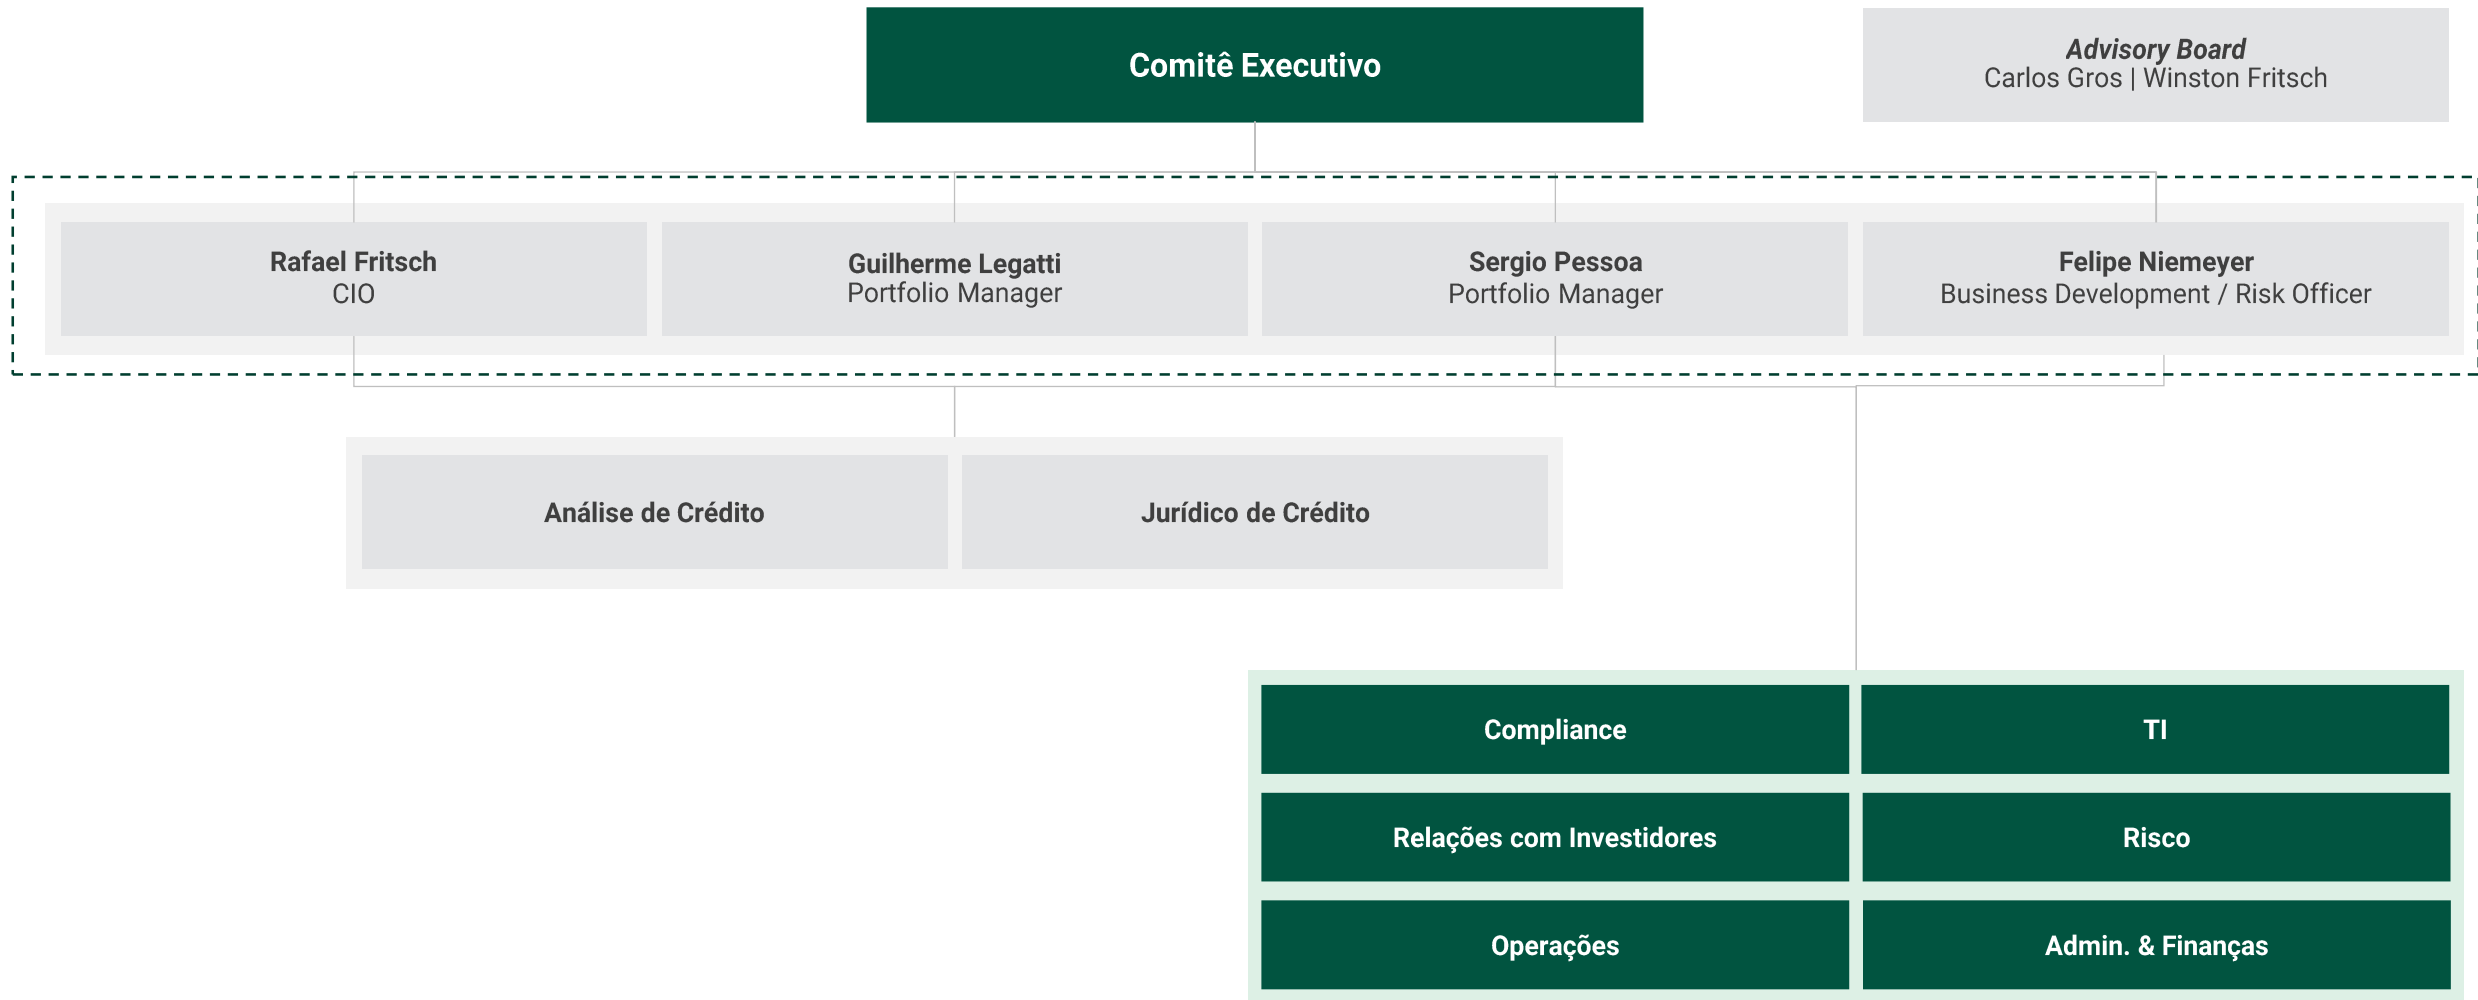 Comitê Executivo
Advisory Board
Carlos Gros | Winston Fritsch
Rafael Fritsch
CIO
Guilherme Legatti
Portfolio Manager
Sergio Pessoa
Portfolio Manager
Felipe Niemeyer
Business Development / Risk Officer
Análise de Crédito
Jurídico de Crédito
Compliance
TI
Relações com Investidores
Risco
Operações
Admin. & Finanças